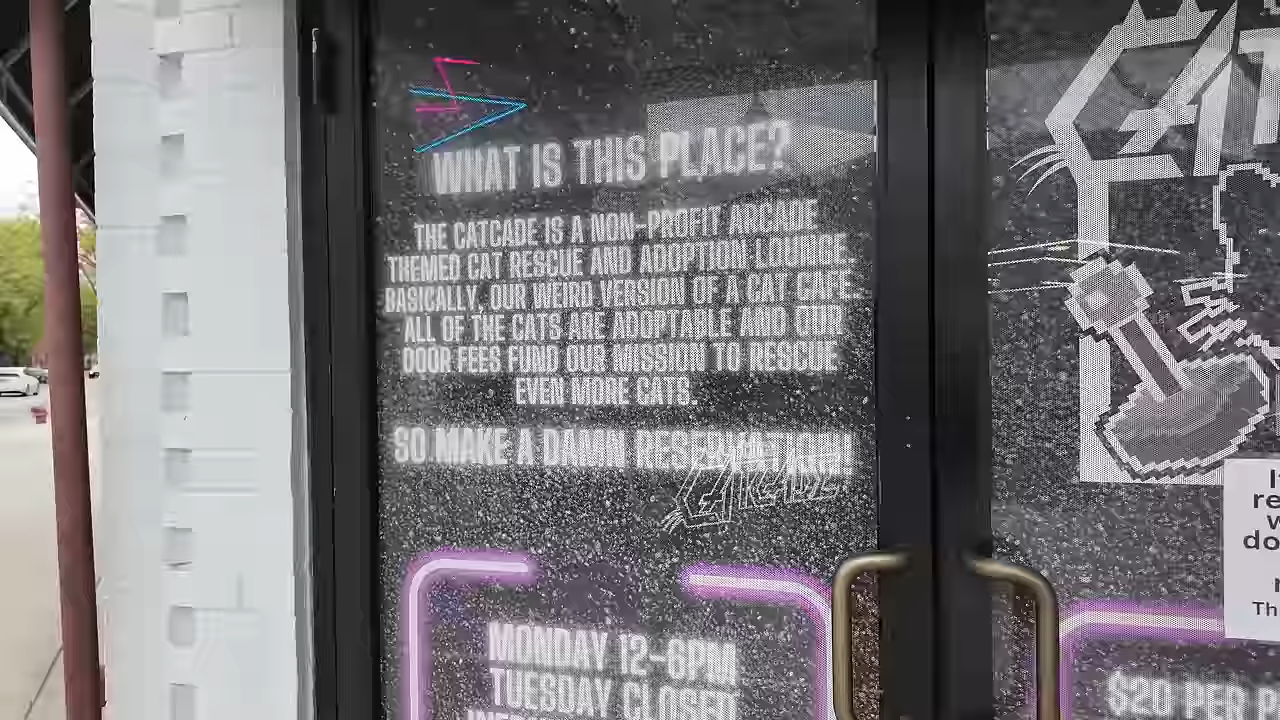 WHAT IS THIS PLACE?
THE CATCADE IS A NON-PROFIT ARCADE
THEMED CAT RESCUE AND ADOPTION LOUNGE.
BASICALLY, OUR WEIRD VERSION OF A CAT CAFE.
ALL OF THE CATS ARE ADOPTABLE AND OUR
DOOR FEES FUND OUR MISSION TO RESCUE
EVEN MORE CATS.
SO MAKE A DAMN RESERVATION!
CATCADE
MONDAY 12-6PM
TUESDAY CLOSED
CAT
$20 PER